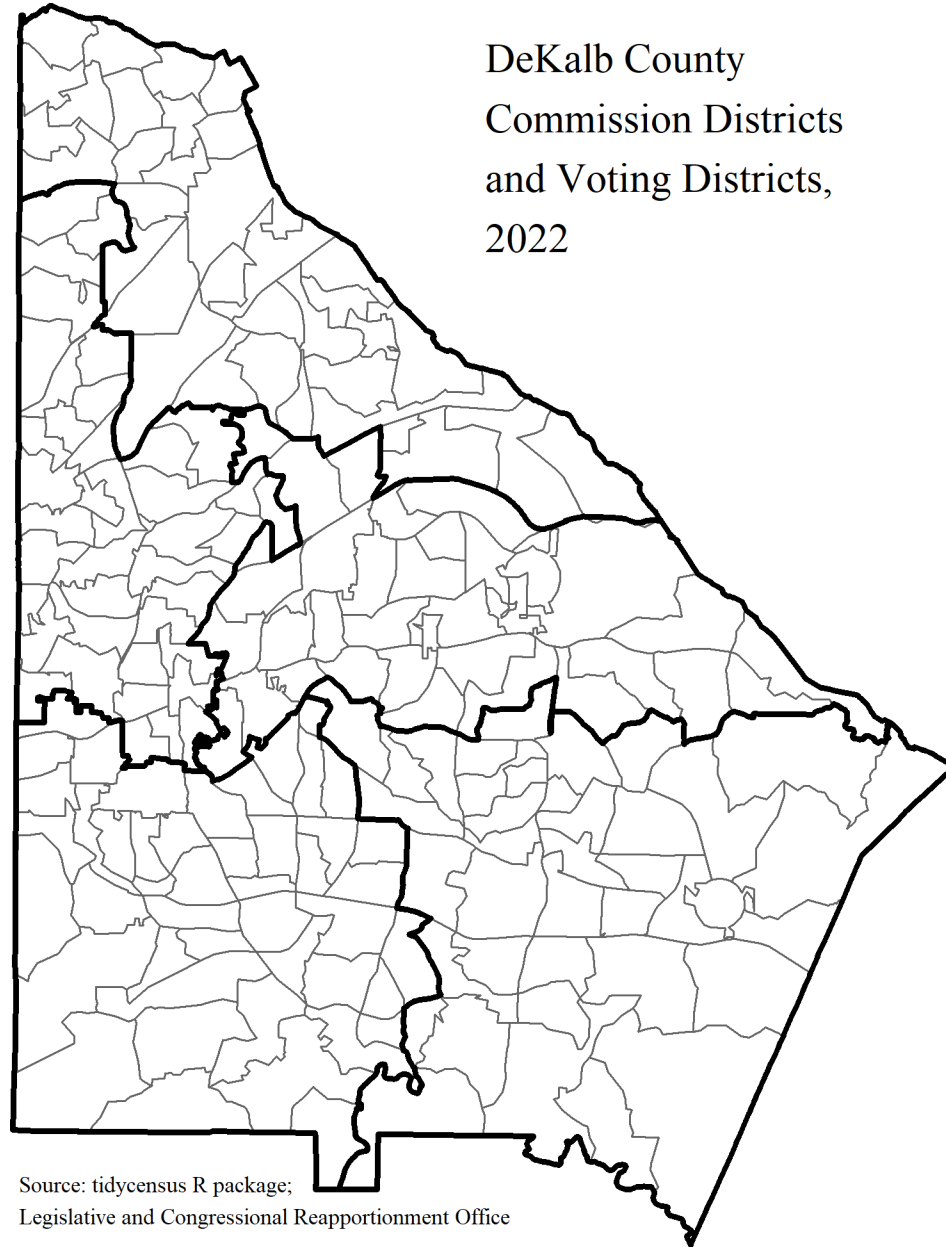 DeKalb County
Commission Districts
and Voting Districts,
2022
Source: tidycensus R package;
Legislative and Congressional Reapportionment Office